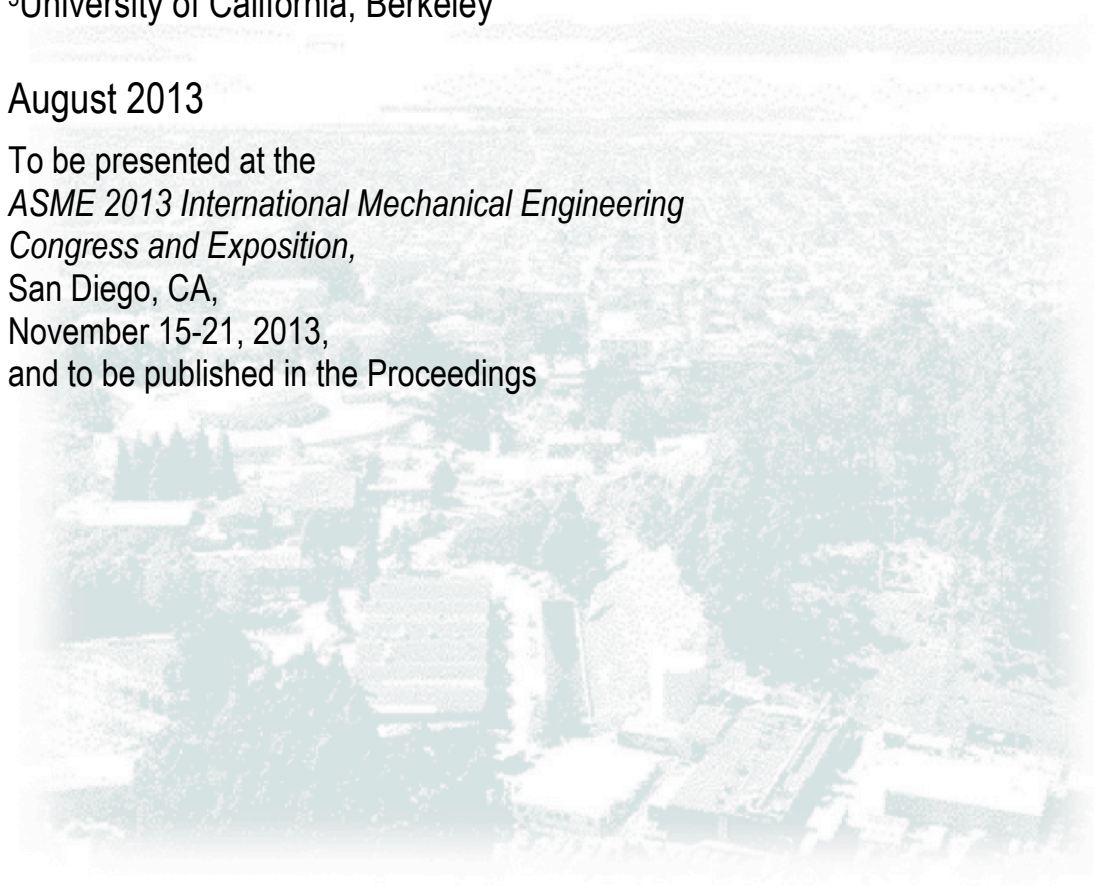 ³University of California, Berkeley
August 2013
To be presented at the
ASME 2013 International Mechanical Engineering
Congress and Exposition,
San Diego, CA,
November 15-21, 2013,
and to be published in the Proceedings